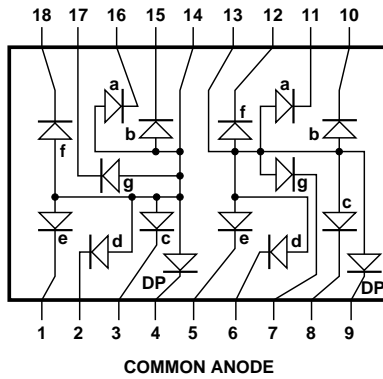 18 17 16 15 14 13 12 11 10
a a
f b f b
g g
e d c e d c
DP DP
1 2 3 4 5 6 7 8 9
COMMON ANODE